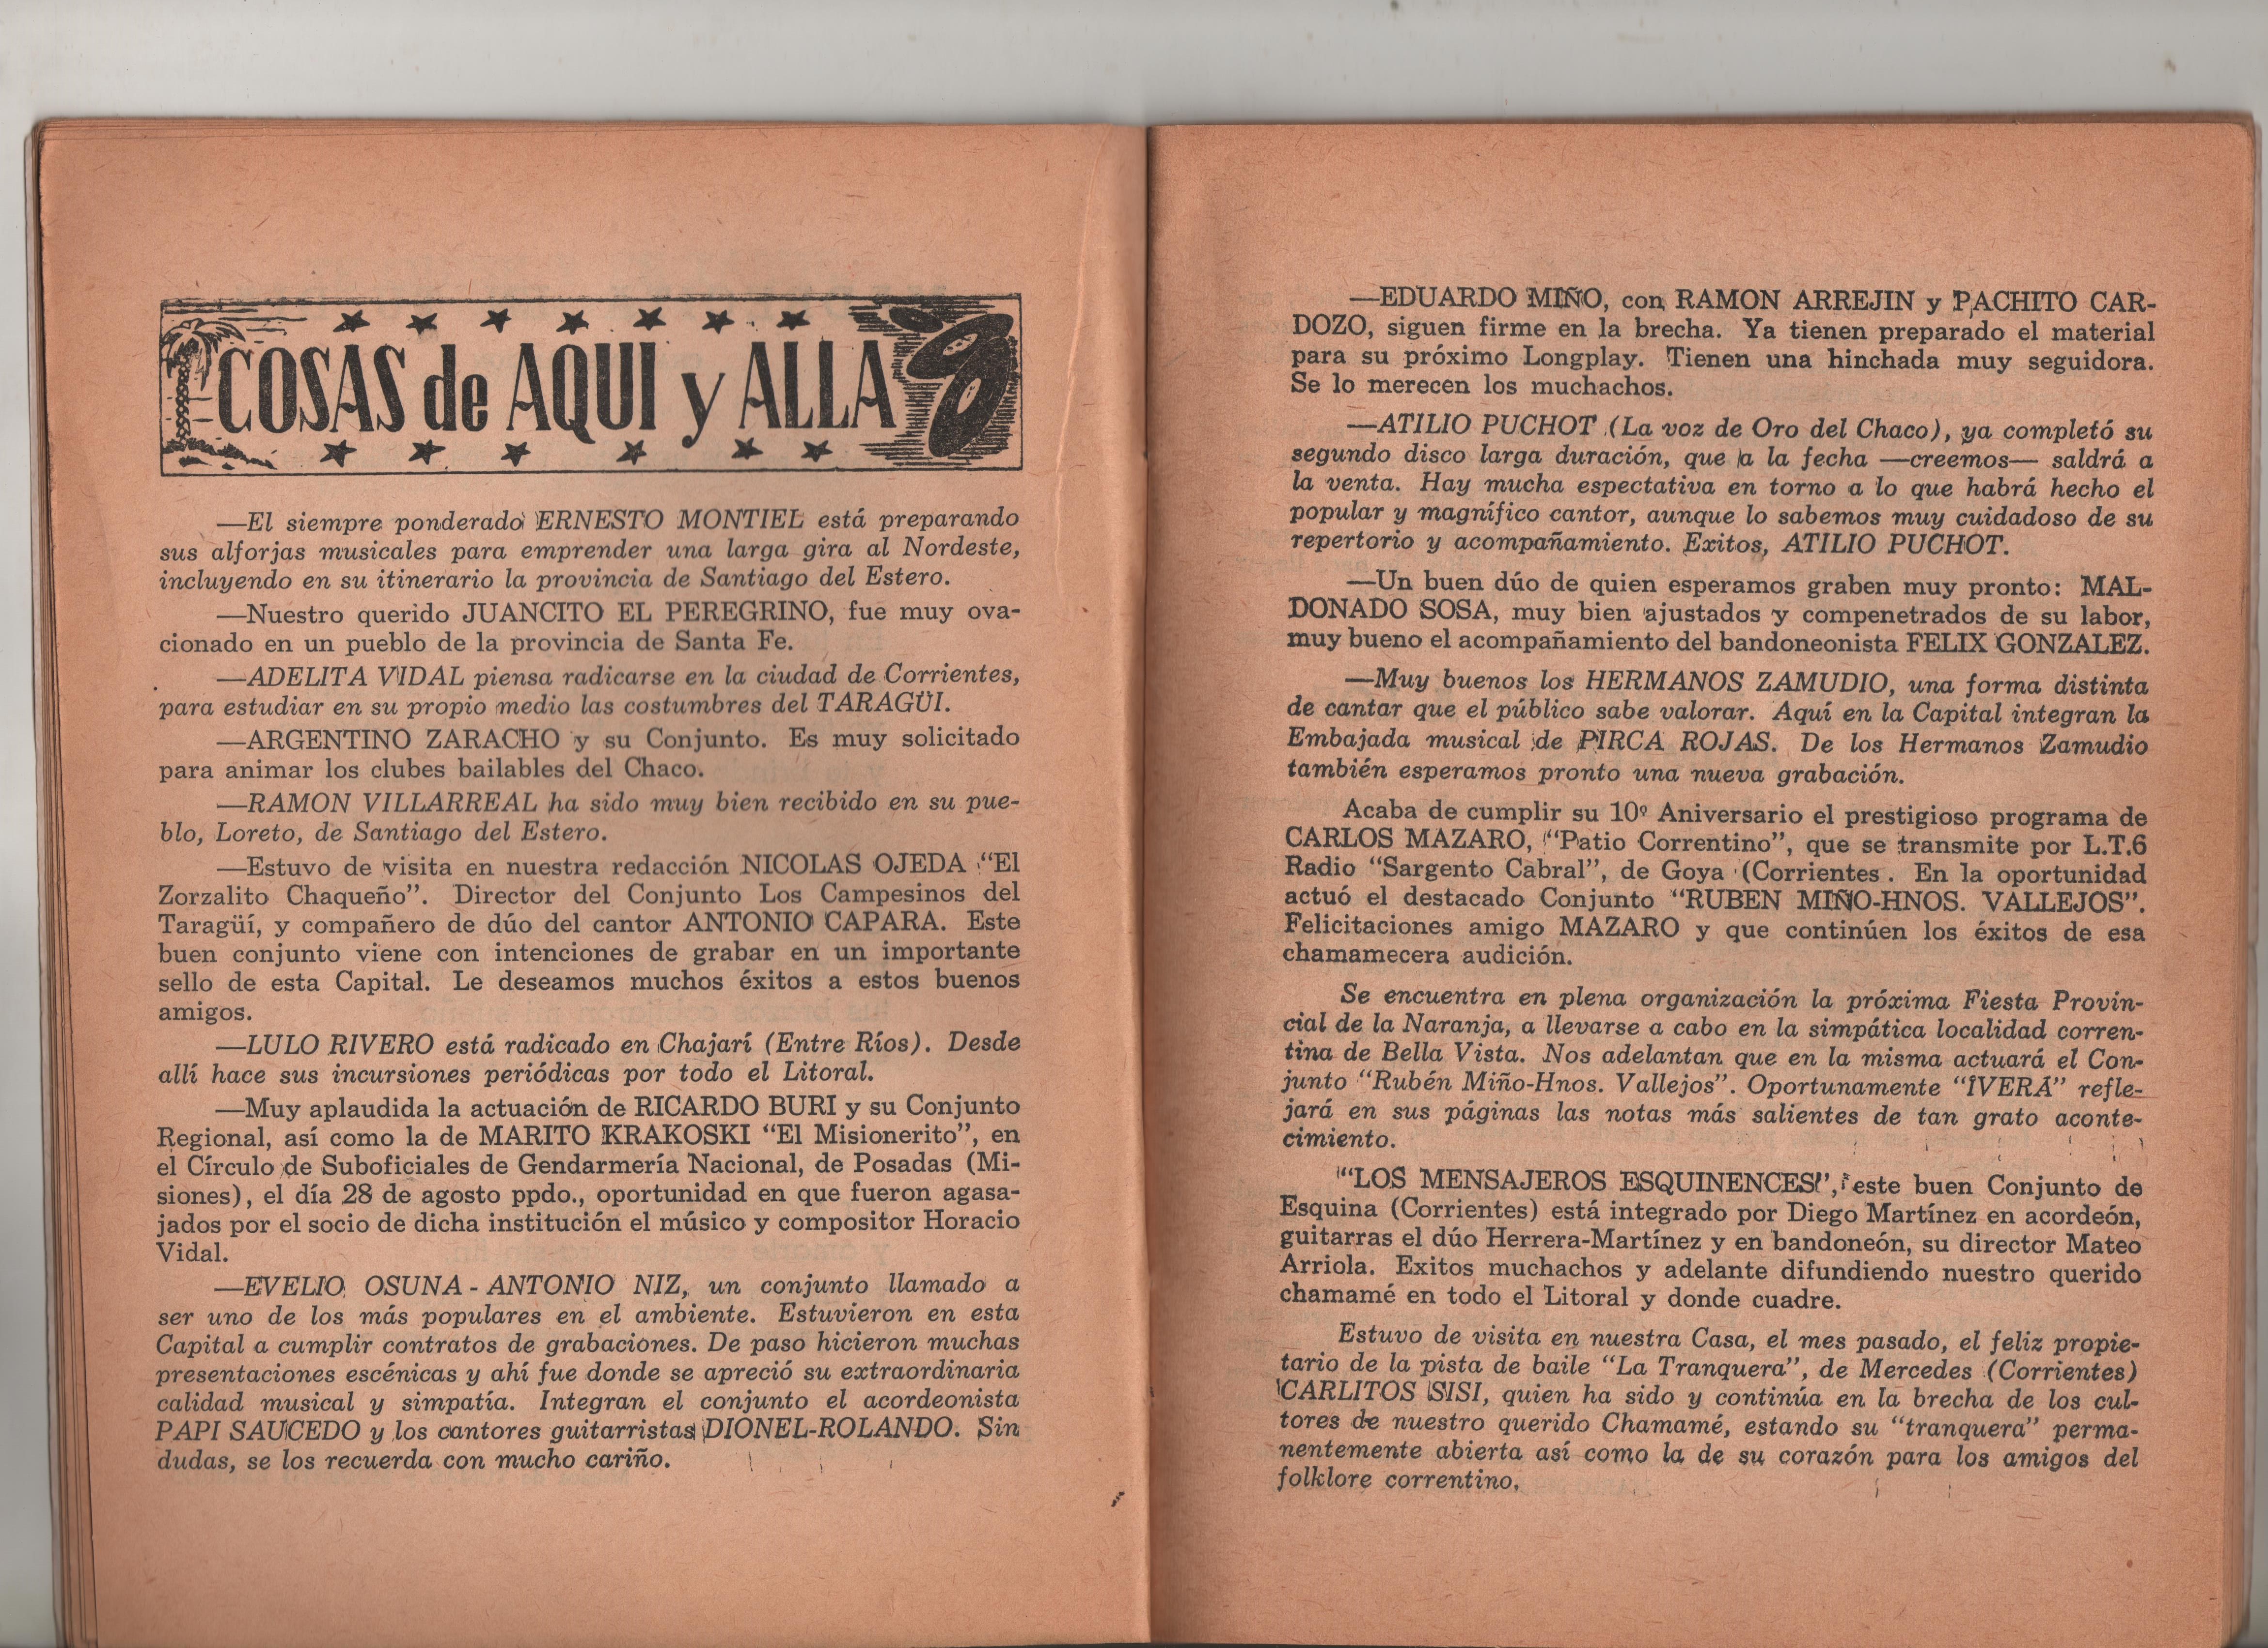 COSAS de AQUI y ALLA
—El siempre ponderado ERNESTO MONTIEL está preparando
sus alforjas musicales para emprender una larga gira al Nordeste,
incluyendo en su itinerario la provincia de Santiago del Estero.
—Nuestro querido JUANCITO EL PEREGRINO, fue muy ova-
cionado en un pueblo de la provincia de Santa Fe.
—ADELITA VIDAL piensa radicarse en la ciudad de Corrientes,
para estudiar en su propio medio las costumbres del TARAGÜI.
—ARGENTINO ZARACHO y su Conjunto. Es muy solicitado
para animar los clubes bailables del Chaco.
—RAMON VILLARREAL ha sido muy bien recibido en su pue-
blo, Loreto, de Santiago del Estero.
—Estuvo de visita en nuestra redacción NICOLAS OJEDA "El
Zorzalito Chaqueño". Director del Conjunto Los Campesinos del
Taragüí, y compañero de dúo del cantor ANTONIO CAPARA. Este
buen conjunto viene con intenciones de grabar en un importante
sello de esta Capital. Le deseamos muchos éxitos a estos buenos
amigos.
—LULO RIVERO está radicado en Chajarí (Entre Ríos). Desde
allí hace sus incursiones periódicas por todo el Litoral.
—Muy aplaudida la actuación de RICARDO BURI y su Conjunto
Regional, así como la de MARITO KRAKOSKI "El Misionerito", en
el Círculo de Suboficiales de Gendarmería Nacional, de Posadas (Mi-
siones), el día 28 de agosto ppdo., oportunidad en que fueron agasa-
jados por el socio de dicha institución el músico y compositor Horacio
Vidal.
—EVELIO OSUNA - ANTONIO NIZ, un conjunto llamado a
ser uno de los más populares en el ambiente. Estuvieron en esta
Capital a cumplir contratos de grabaciones. De paso hicieron muchas
presentaciones escénicas y ahí fue donde se apreció su extraordinaria
calidad musical y simpatía. Integran el conjunto el acordeonista
PAPI SAUCEDO y los cantores guitarristas DIONEL-ROLANDO. Sin
dudas, se los recuerda con mucho cariño.
—EDUARDO MIÑO, con RAMON ARREJIN y PACHITO CAR-
DOZO, siguen firme en la brecha. Ya tienen preparado el material
para su próximo Longplay. Tienen una hinchada muy seguidora.
Se lo merecen los muchachos.
—ATILIO PUCHOT (La voz de Oro del Chaco), ya completó su
segundo disco larga duración, que a la fecha —creemos— saldrá a
la venta. Hay mucha espectativa en torno a lo que habrá hecho el
popular y magnífico cantor, aunque lo sabemos muy cuidadoso de su
repertorio y acompañamiento. Exitos, ATILIO PUCHOT.
—Un buen dúo de quien esperamos graben muy pronto: MAL-
DONADO SOSA, muy bien ajustados y compenetrados de su labor,
muy bueno el acompañamiento del bandoneonista FELIX GONZALEZ.
—Muy buenos los HERMANOS ZAMUDIO, una forma distinta
de cantar que el público sabe valorar. Aquí en la Capital integran la
Embajada musical de PIRCA ROJAS. De los Hermanos Zamudio
también esperamos pronto una nueva grabación.
Acaba de cumplir su 10º Aniversario el prestigioso programa de
CARLOS MAZARO, "Patio Correntino", que se transmite por L.T.6
Radio "Sargento Cabral", de Goya (Corrientes . En la oportunidad
actuó el destacado Conjunto "RUBEN MIÑO-HNOS. VALLEJOS".
Felicitaciones amigo MAZARO y que continúen los éxitos de esa
chamamecera audición.
Se encuentra en plena organización la próxima Fiesta Provin-
cial de la Naranja, a llevarse a cabo en la simpática localidad corren-
tina de Bella Vista. Nos adelantan que en la misma actuará el Con-
junto "Rubén Miño-Hnos. Vallejos". Oportunamente "IVERÁ" refle-
jará en sus páginas las notas más salientes de tan grato aconte-
cimiento.
"LOS MENSAJEROS ESQUINENCES", este buen Conjunto de
Esquina (Corrientes) está integrado por Diego Martínez en acordeón,
guitarras el dúo Herrera-Martínez y en bandoneón, su director Mateo
Arriola. Exitos muchachos y adelante difundiendo nuestro querido
chamamé en todo el Litoral y donde cuadre.
Estuvo de visita en nuestra Casa, el mes pasado, el feliz propie-
tario de la pista de baile "La Tranquera", de Mercedes (Corrientes)
CARLITOS SISI, quien ha sido y continúa en la brecha de los cul-
tores de nuestro querido Chamamé, estando su "tranquera" perma-
nentemente abierta así como la de su corazón para los amigos del
folklore correntino.